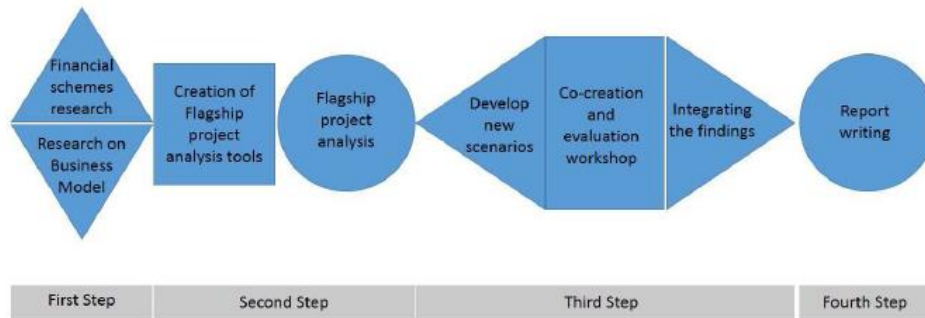 Financial
schemes
research
Research on
Business
Model
Creation of
Flagship
project
analysis tools
Flagship
project
analysis
Develop
new
scenarios
Co-creation
and
evaluation
workshop
Integrating
the findings
Report
writing
First Step
Second Step
Third Step
Fourth Step